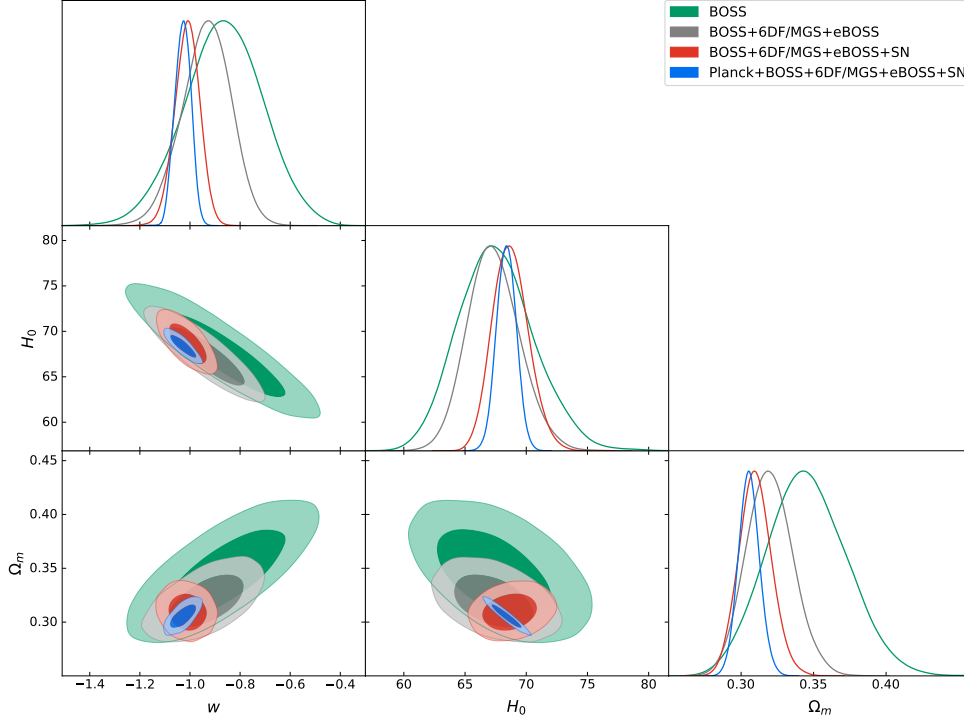 BOSS
BOSS+6DF/MGS+eBOSS
BOSS+6DF/MGS+eBOSS+SN
Planck+BOSS+6DF/MGS+eBOSS+SN
80
75
70
65
60
H₀
0.45
0.40
0.35
0.30
Ωₘ
−1.4 −1.2 −1.0 −0.8 −0.6 −0.4
w
60 65 70 75 80
H₀
0.30 0.35 0.40
Ωₘ